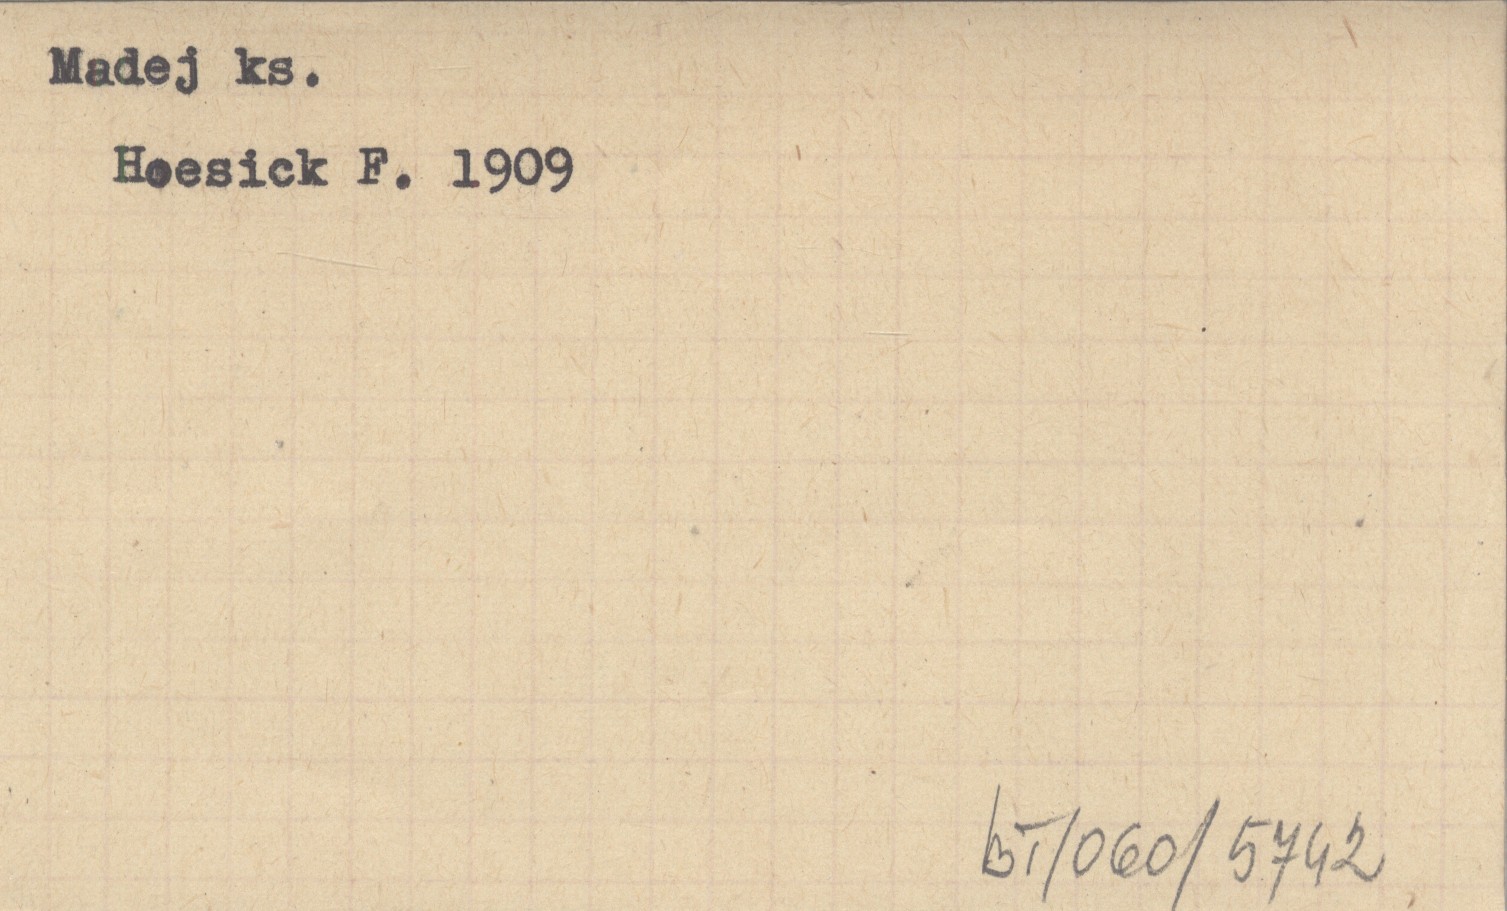 Madej ks.
Hoesick F. 1909
bT/060/5742